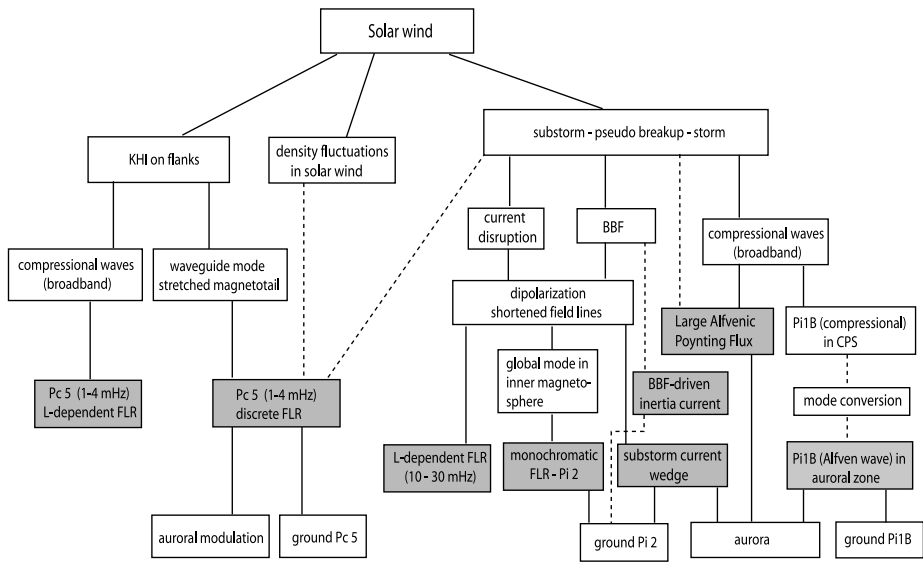 Solar wind
substorm - pseudo breakup - storm
KHI on flanks
density fluctuations
in solar wind
current
disruption
BBF
compressional waves
(broadband)
compressional waves
(broadband)
waveguide mode
stretched magnetotail
dipolarization
shortened field lines
Large Alfvenic
Poynting Flux
Pi1B (compressional)
in CPS
global mode in
inner magneto-
sphere
Pc 5 (1-4 mHz)
L-dependent FLR
Pc 5 (1-4 mHz)
discrete FLR
BBF-driven
inertia current
mode conversion
L-dependent FLR
(10 - 30 mHz)
monochromatic
FLR - Pi 2
substorm current
wedge
Pi1B (Alfven wave) in
auroral zone
auroral modulation
ground Pc 5
ground Pi 2
aurora
ground Pi1B